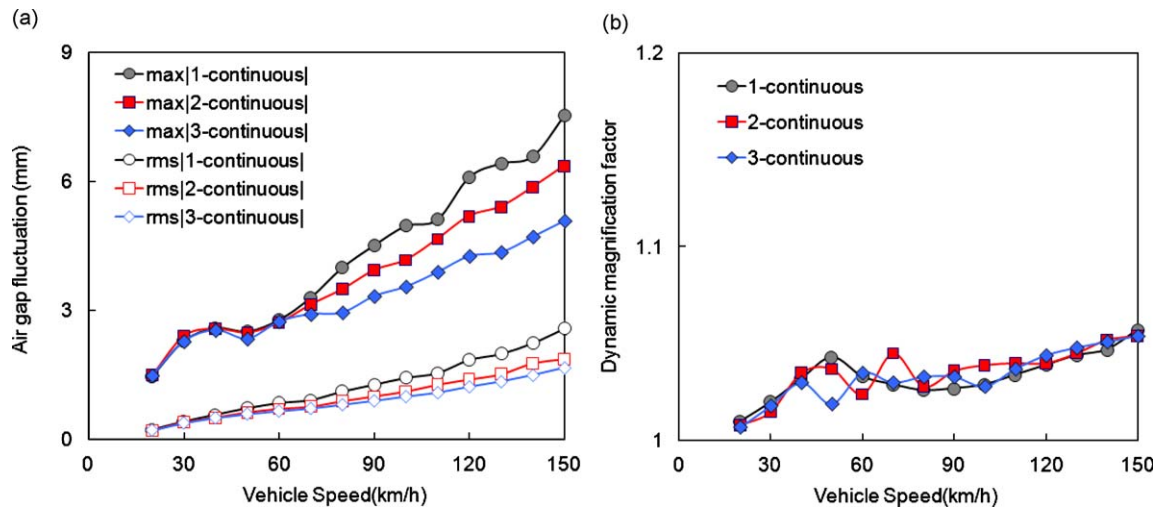 (a)
9
6
3
0
max|1-continuous|
max|2-continuous|
max|3-continuous|
rms|1-continuous|
rms|2-continuous|
rms|3-continuous|
Air gap fluctuation (mm)
0 30 60 90 120 150
Vehicle Speed(km/h)
(b)
1.2
1.1
1
1-continuous
2-continuous
3-continuous
Dynamic magnification factor
0 30 60 90 120 150
Vehicle Speed(km/h)